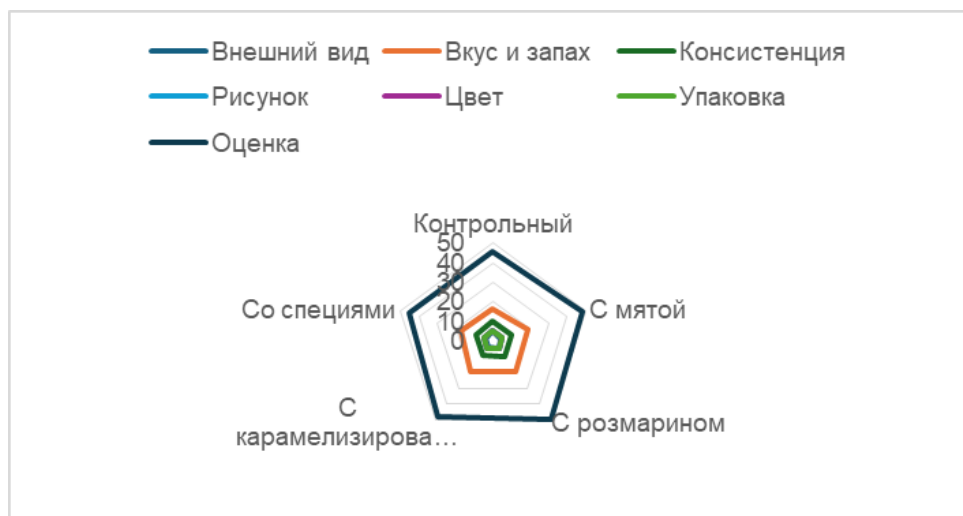 Внешний вид Вкус и запах Консистенция
Рисунок Цвет Упаковка
Оценка
Контрольный
50
40
30
20
10
0
С мятой
С розмарином
С
карамелизирова…
Со специями